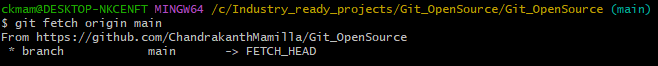 ckmam@DESKTOP-NKCENFT MINGW64 /c/Industry_ready_projects/Git_OpenSource/Git_OpenSource (main)
$ git fetch origin main
From https://github.com/ChandrakanthMamilla/Git_OpenSource
 * branch            main       -> FETCH_HEAD